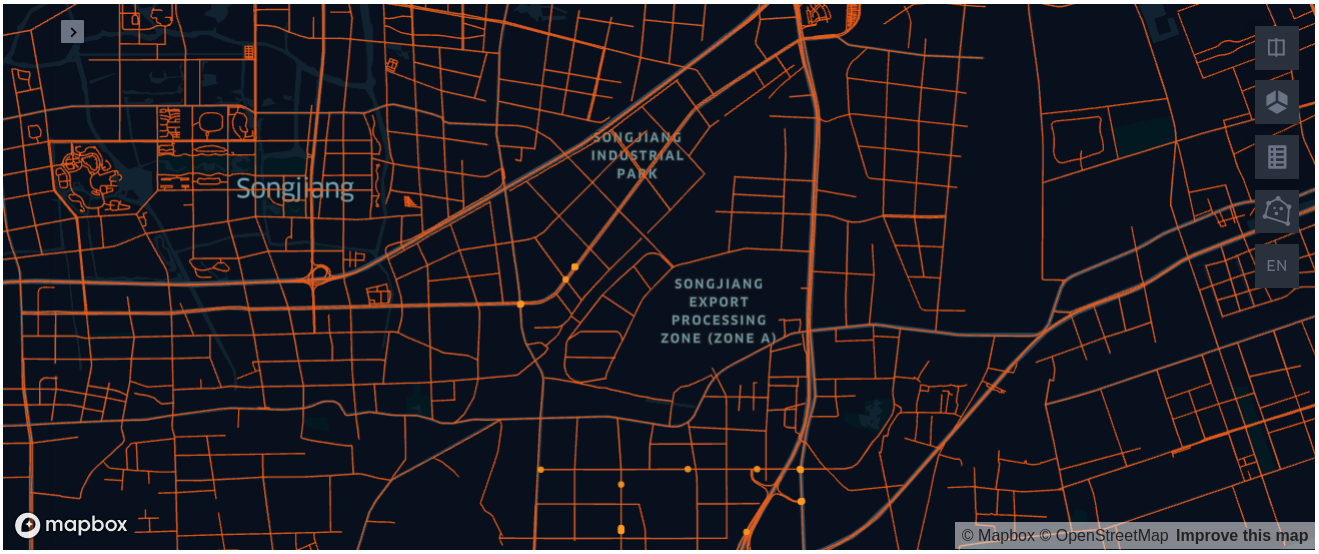 SONGJIANG
INDUSTRIAL
PARK
Songjiang
EN
SONGJIANG
EXPORT
PROCESSING
ZONE (ZONE A)
mapbox
© Mapbox © OpenStreetMap Improve this map